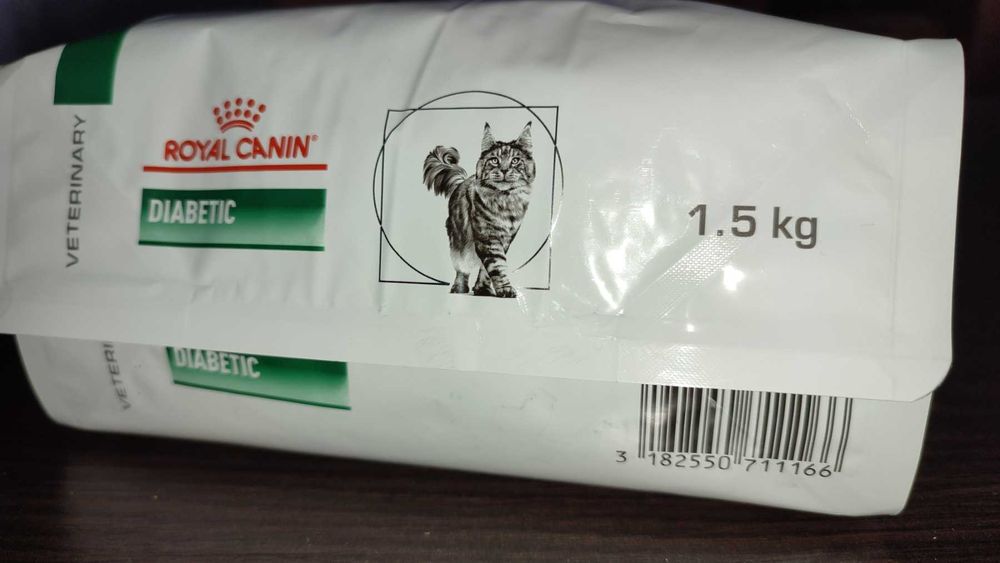 VETERINARY
ROYAL CANIN®
DIABETIC
1.5 kg
VETERI
DIABETIC
3 182550 711166